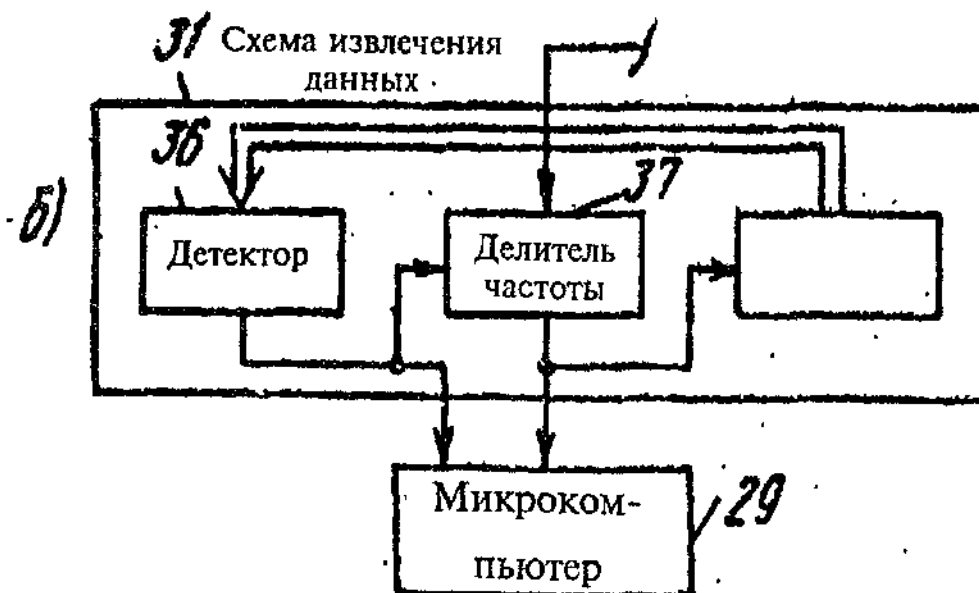 31 Схема извлечения
данных
36
37
б)
Детектор
Делитель
частоты
Микроком-
пьютер
29